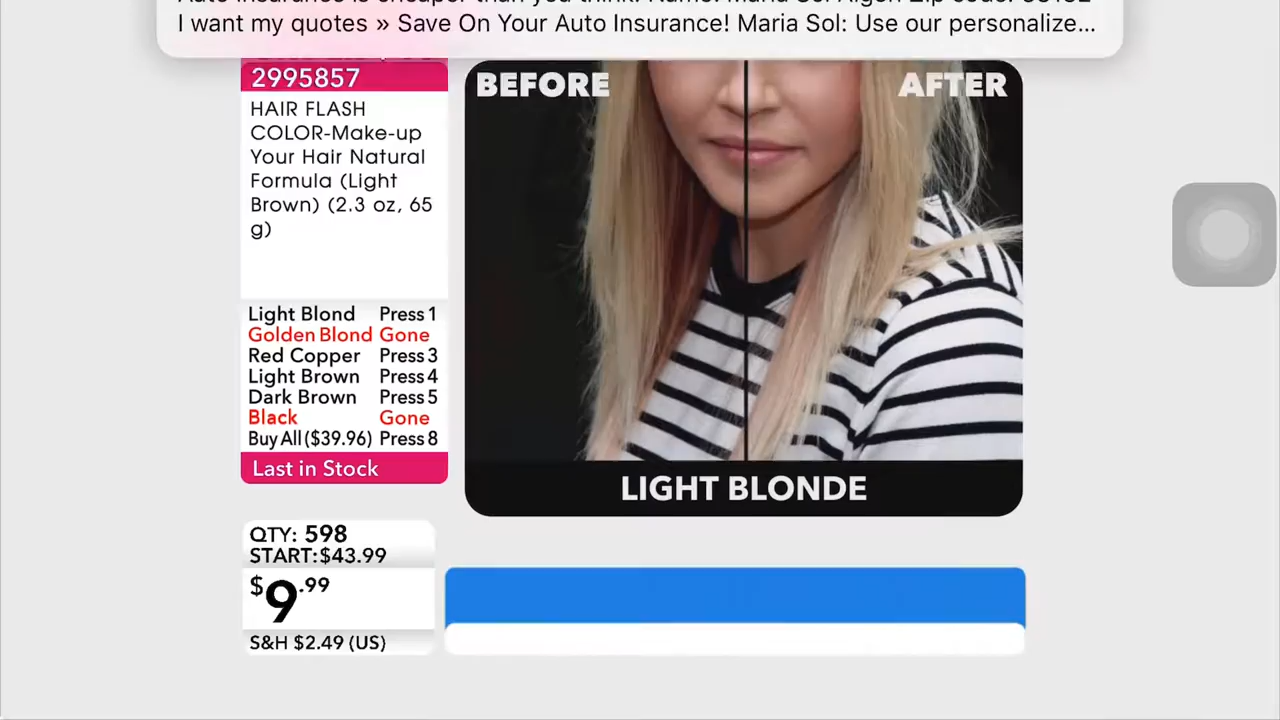 I want my quotes » Save On Your Auto Insurance! Maria Sol: Use our personalize...
2995857
HAIR FLASH
COLOR-Make-up
Your Hair Natural
Formula (Light
Brown) (2.3 oz, 65
g)
Light Blond Press 1
Golden Blond Gone
Red Copper Press 3
Light Brown Press 4
Dark Brown Press 5
Black Gone
Buy All ($39.96) Press 8
Last in Stock
QTY: 598
START:$43.99
$9.99
S&H $2.49 (US)
BEFORE
AFTER
LIGHT BLONDE